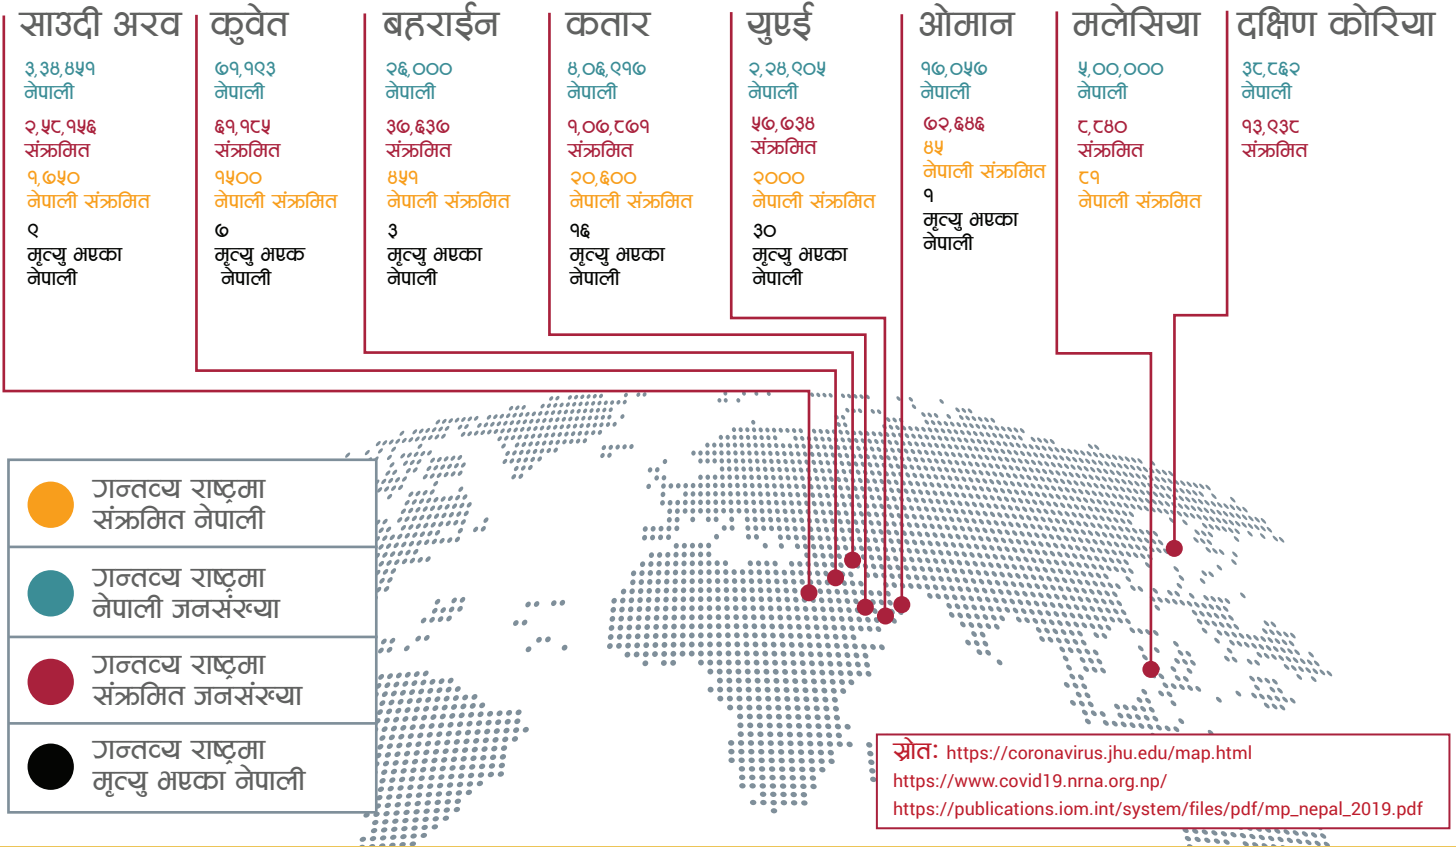 साउदी अरव
३,३४,४५१
नेपाली
२,५८,१५६
संक्रमित
१,७५०
नेपाली संक्रमित
९
मृत्यु भएका
नेपाली
कुवेत
७१,१९३
नेपाली
६१,१८५
संक्रमित
१५००
नेपाली संक्रमित
७
मृत्यु भएक
नेपाली
बहराईन
२६,०००
नेपाली
३७,६३७
संक्रमित
४५१
नेपाली संक्रमित
३
मृत्यु भएका
नेपाली
कतार
४,०६,९१७
नेपाली
१,०७,८७१
संक्रमित
२०,६००
नेपाली संक्रमित
१६
मृत्यु भएका
नेपाली
युएई
२,२४,९०५
नेपाली
५७,७३४
संक्रमित
२०००
नेपाली संक्रमित
३०
मृत्यु भएका
नेपाली
ओमान
१७,०५७
नेपाली
७२,६४६
४५
नेपाली संक्रमित
१
मृत्यु भएका
नेपाली
मलेसिया
५,००,०००
नेपाली
८,८४०
संक्रमित
८१
नेपाली संक्रमित
दक्षिण कोरिया
३८,८६२
नेपाली
१३,९३८
संक्रमित
गन्तव्य राष्ट्रमा
संक्रमित नेपाली
गन्तव्य राष्ट्रमा
नेपाली जनसंख्या
गन्तव्य राष्ट्रमा
संक्रमित जनसंख्या
गन्तव्य राष्ट्रमा
मृत्यु भएका नेपाली
स्रोत: https://coronavirus.jhu.edu/map.html
https://www.covid19.nrna.org.np/
https://publications.iom.int/system/files/pdf/mp_nepal_2019.pdf